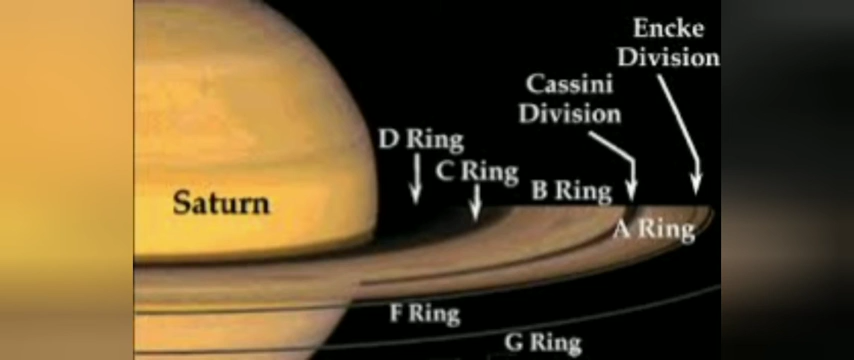 Encke
Division
Cassini
Division
D Ring
C Ring
B Ring
Saturn
A Ring
F Ring
G Ring